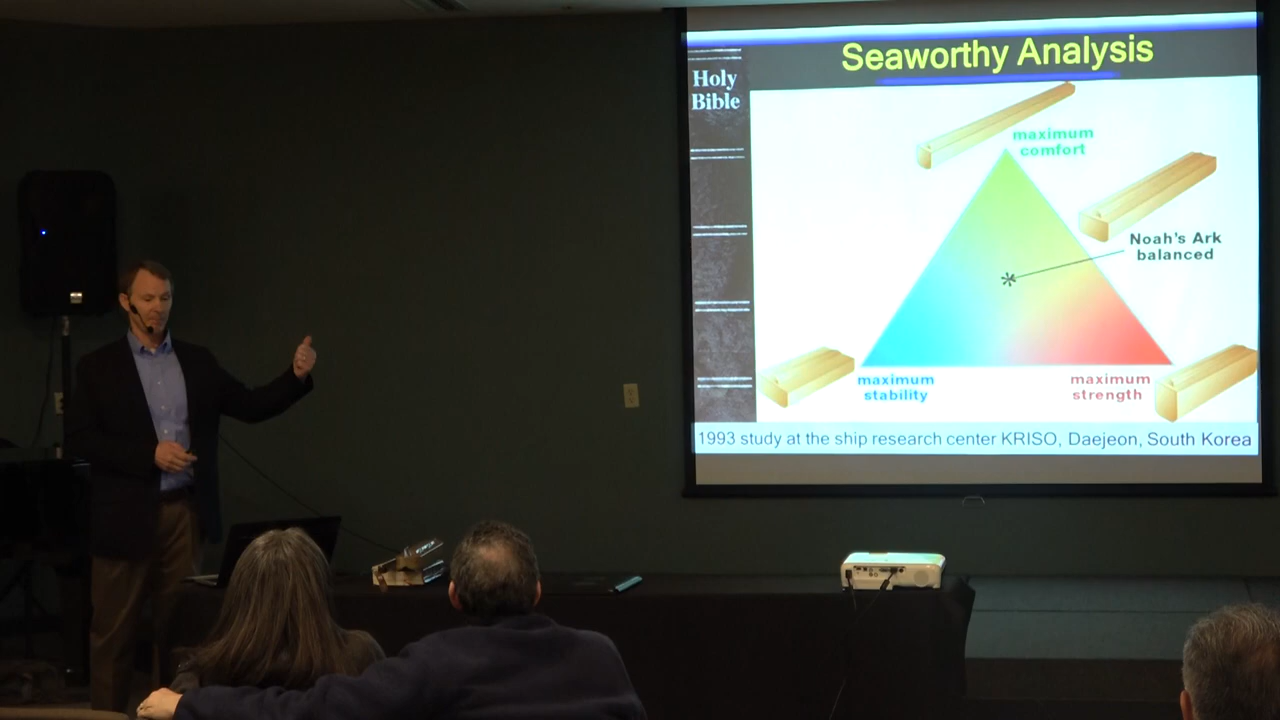 Seaworthy Analysis
Holy
Bible
maximum
comfort
Noah's Ark
balanced
maximum
stability
maximum
strength
1993 study at the ship research center KRISO, Daejeon, South Korea